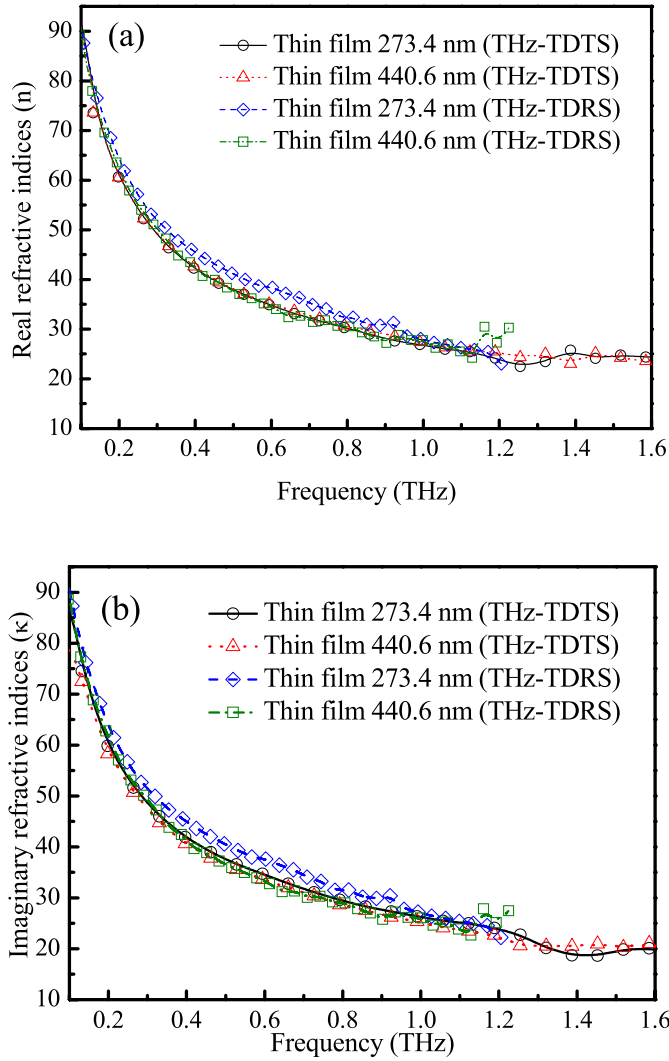 (a)
Thin film 273.4 nm (THz-TDTS)
Thin film 440.6 nm (THz-TDTS)
Thin film 273.4 nm (THz-TDRS)
Thin film 440.6 nm (THz-TDRS)
Real refractive indices (n)
90
80
70
60
50
40
30
20
10
0.2 0.4 0.6 0.8 1.0 1.2 1.4 1.6
Frequency (THz)
(b)
Thin film 273.4 nm (THz-TDTS)
Thin film 440.6 nm (THz-TDTS)
Thin film 273.4 nm (THz-TDRS)
Thin film 440.6 nm (THz-TDRS)
Imaginary refractive indices (κ)
90
80
70
60
50
40
30
20
10
0.2 0.4 0.6 0.8 1.0 1.2 1.4 1.6
Frequency (THz)